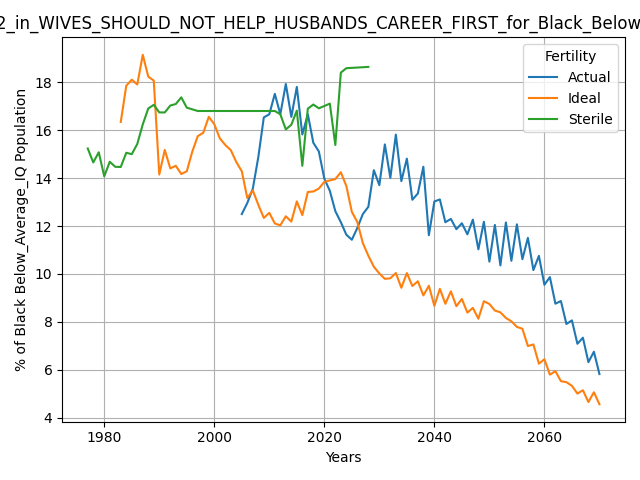 2_in_WIVES_SHOULD_NOT_HELP_HUSBANDS_CAREER_FIRST_for_Black_Below
Fertility
Actual
Ideal
Sterile
% of Black Below_Average_IQ Population
18
16
14
12
10
8
6
4
1980
2000
2020
2040
2060
Years